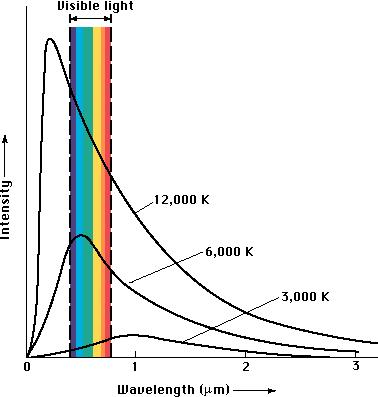 Visible light
Intensity
12,000 K
6,000 K
3,000 K
0
1
2
3
Wavelength (μm)